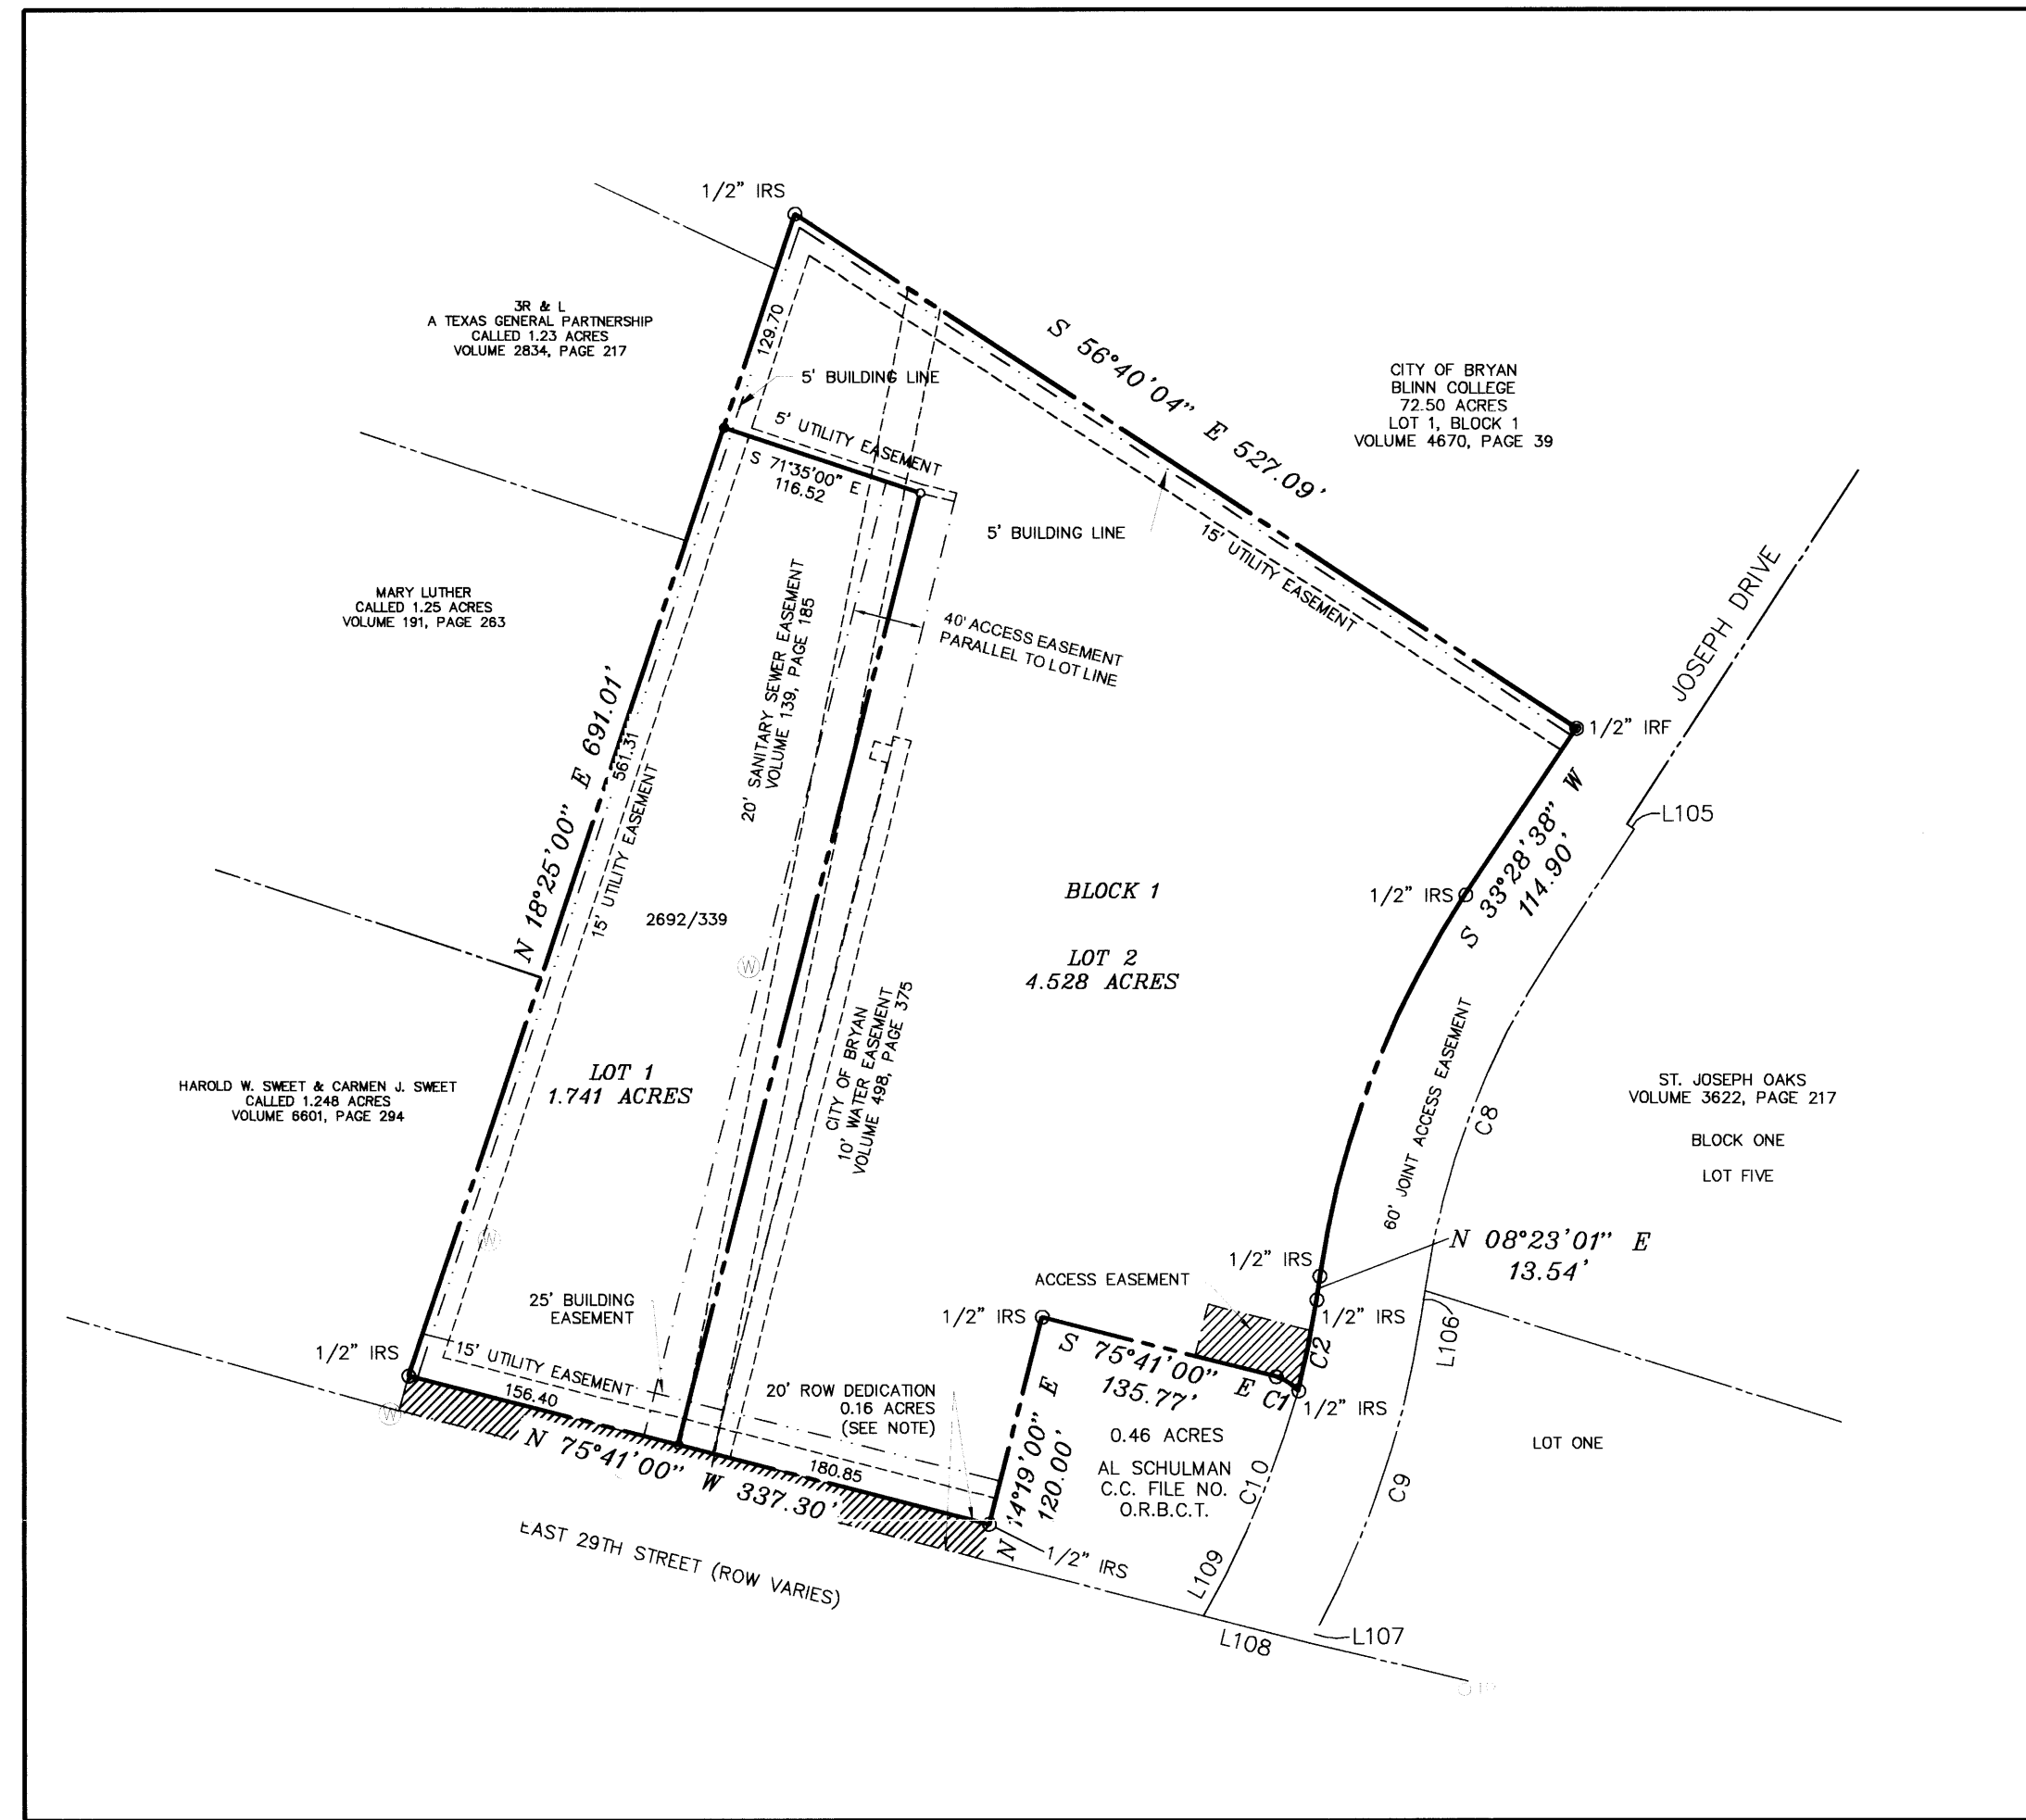 1/2" IRS
3R & L
A TEXAS GENERAL PARTNERSHIP
CALLED 1.23 ACRES
VOLUME 2834, PAGE 217
129.70
5' BUILDING LINE
S 56°40'04" E 527.09'
CITY OF BRYAN
BLINN COLLEGE
72.50 ACRES
LOT 1, BLOCK 1
VOLUME 4670, PAGE 39
5' UTILITY EASEMENT
S 71°35'00" E
116.52
5' BUILDING LINE
15' UTILITY EASEMENT
JOSEPH DRIVE
MARY LUTHER
CALLED 1.25 ACRES
VOLUME 191, PAGE 263
20' SANITARY SEWER EASEMENT
VOLUME 139, PAGE 185
40' ACCESS EASEMENT
PARALLEL TO LOT LINE
N 18°25'00" E 691.01'
561.31
15' UTILITY EASEMENT
1/2" IRF
L105
S 33°28'38" W
114.90'
1/2" IRS
BLOCK 1
2692/339
W
LOT 2
4.528 ACRES
CITY OF BRYAN
10' WATER EASEMENT
VOLUME 498, PAGE 375
LOT 1
1.741 ACRES
HAROLD W. SWEET & CARMEN J. SWEET
CALLED 1.248 ACRES
VOLUME 6601, PAGE 294
60' JOINT ACCESS EASEMENT
C8
ST. JOSEPH OAKS
VOLUME 3622, PAGE 217
BLOCK ONE
LOT FIVE
W
N 08°23'01" E
13.54'
1/2" IRS
ACCESS EASEMENT
25' BUILDING
EASEMENT
1/2" IRS
1/2" IRS
C2
L106
1/2" IRS
15' UTILITY EASEMENT
S 75°41'00" E
135.77'
C1
1/2" IRS
156.40
20' ROW DEDICATION
0.16 ACRES
(SEE NOTE)
W
N 14°19'00" E
120.00'
0.46 ACRES
AL SCHULMAN
C.C. FILE NO.
O.R.B.C.T.
LOT ONE
N 75°41'00" W 337.30'
180.85
C10
C9
EAST 29TH STREET (ROW VARIES)
1/2" IRS
L109
L108
L107